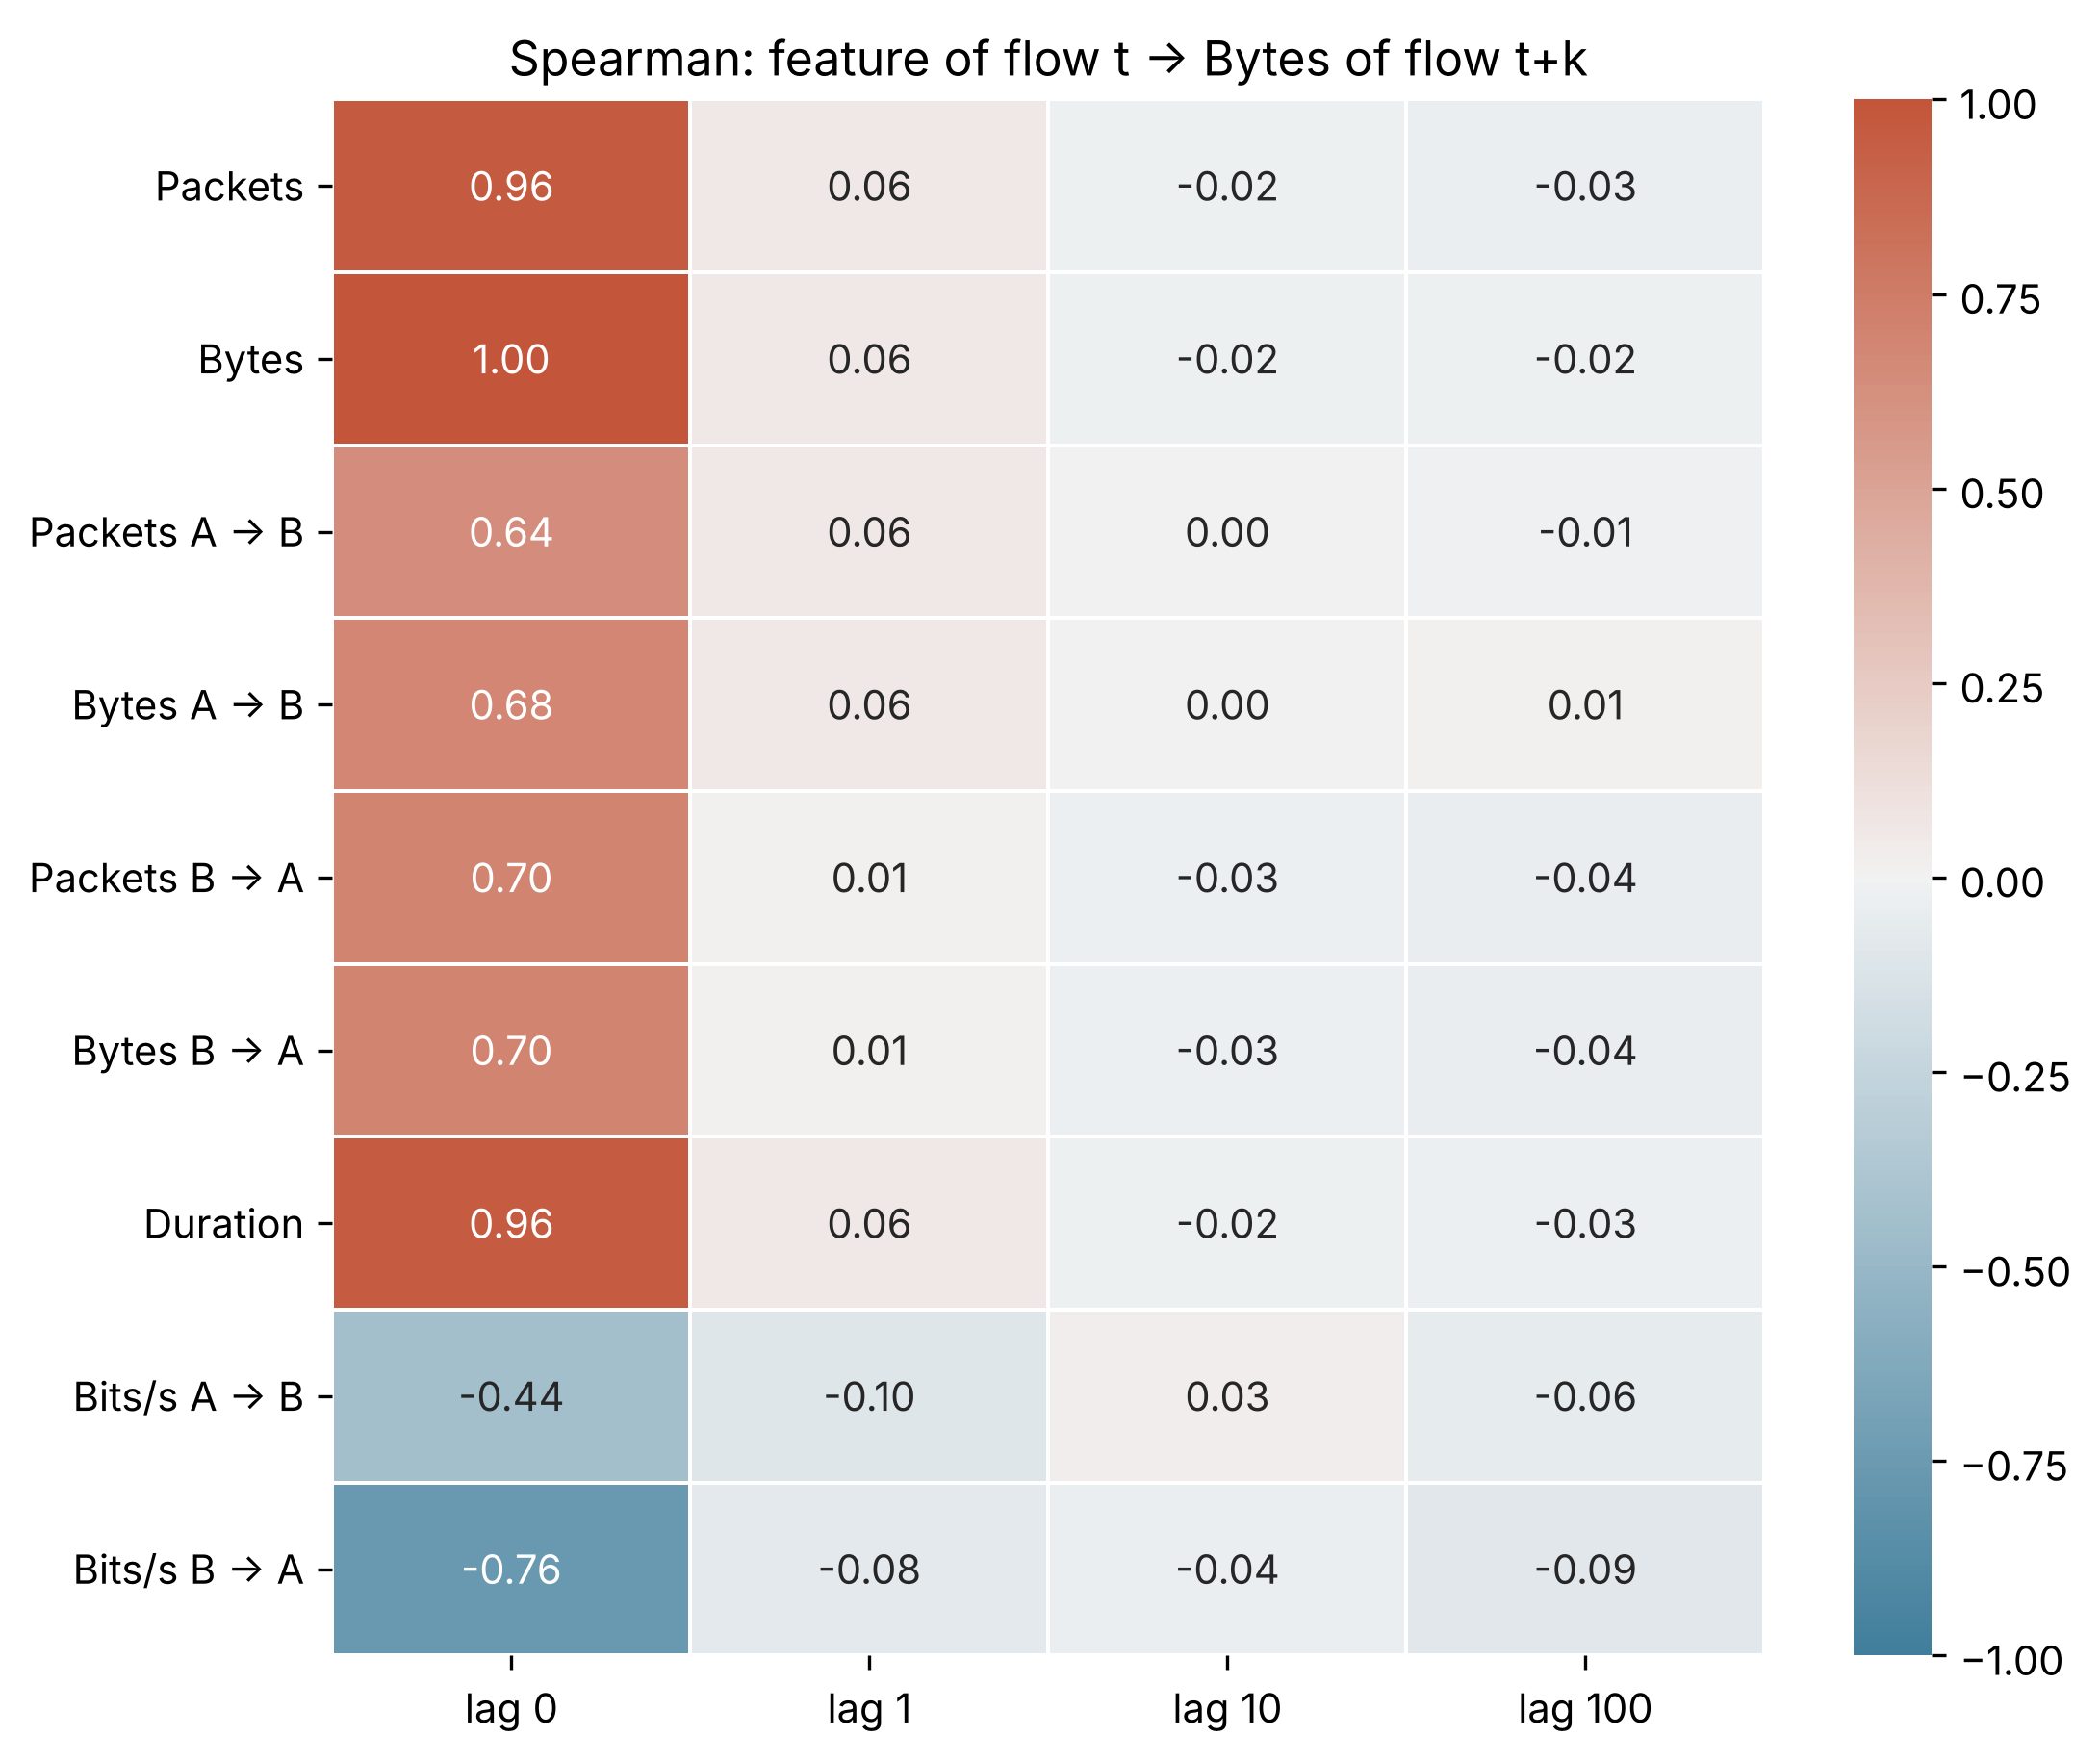 Spearman: feature of flow t → Bytes of flow t+k
Packets 0.96 0.06 -0.02 -0.03
Bytes 1.00 0.06 -0.02 -0.02
Packets A → B 0.64 0.06 0.00 -0.01
Bytes A → B 0.68 0.06 0.00 0.01
Packets B → A 0.70 0.01 -0.03 -0.04
Bytes B → A 0.70 0.01 -0.03 -0.04
Duration 0.96 0.06 -0.02 -0.03
Bits/s A → B -0.44 -0.10 0.03 -0.06
Bits/s B → A -0.76 -0.08 -0.04 -0.09
lag 0 lag 1 lag 10 lag 100
1.00
0.75
0.50
0.25
0.00
−0.25
−0.50
−0.75
−1.00